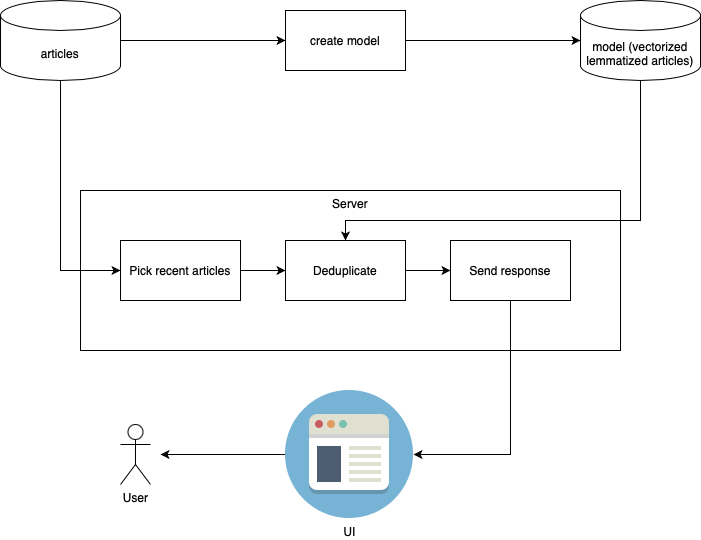 articles
create model
model (vectorized
lemmatized articles)
Server
Pick recent articles
Deduplicate
Send response
User
UI